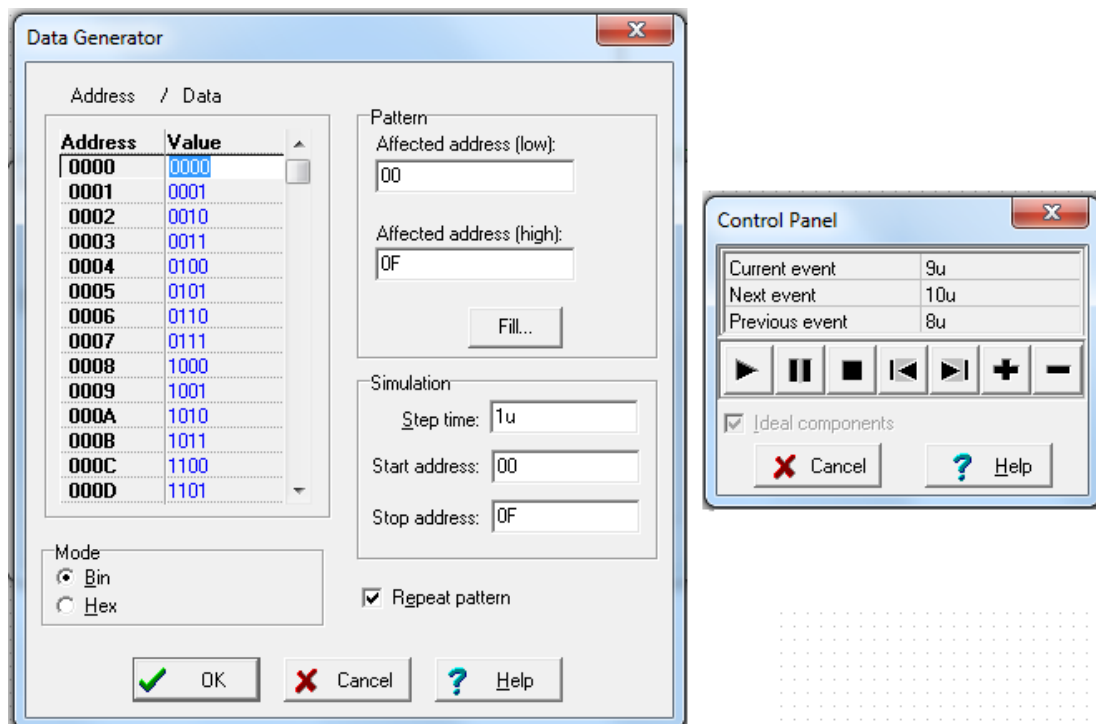 Data Generator
Address / Data
Address Value
0000 0000
0001 0001
0002 0010
0003 0011
0004 0100
0005 0101
0006 0110
0007 0111
0008 1000
0009 1001
000A 1010
000B 1011
000C 1100
000D 1101
Mode
Bin
Hex
Pattern
Affected address (low):
00
Affected address (high):
0F
Fill...
Simulation
Step time: 1u
Start address: 00
Stop address: 0F
Repeat pattern
OK Cancel ? Help
Control Panel
Current event 9u
Next event 10u
Previous event 8u
Ideal components
Cancel ? Help